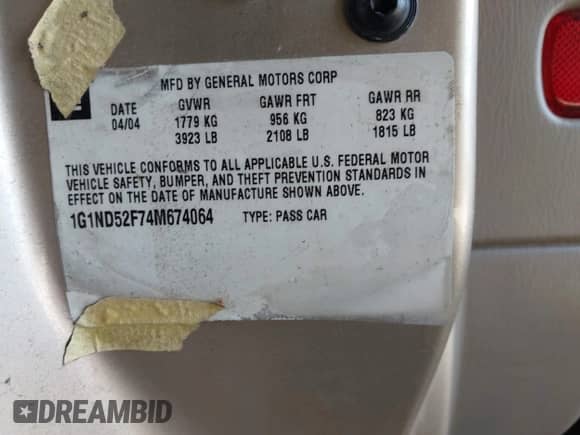 MFD BY GENERAL MOTORS CORP
DATE GVWR GAWR FRT GAWR RR
04/04 1779 KG 956 KG 823 KG
3923 LB 2108 LB 1815 LB
THIS VEHICLE CONFORMS TO ALL APPLICABLE U.S. FEDERAL MOTOR
VEHICLE SAFETY, BUMPER, AND THEFT PREVENTION STANDARDS IN
EFFECT ON THE DATE OF MANUFACTURE SHOWN ABOVE.
1G1ND52F74M674064 TYPE: PASS CAR
DREAMBID